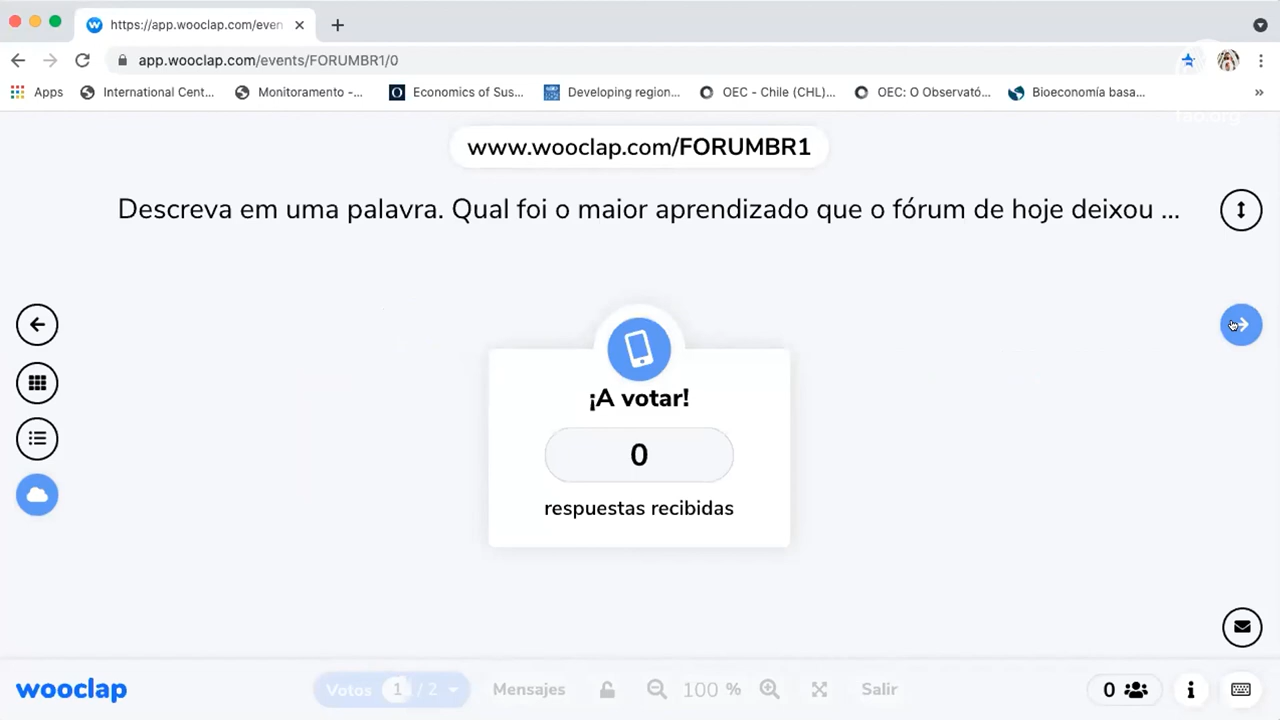 https://app.wooclap.com/even
app.wooclap.com/events/FORUMBR1/0
Apps International Cent... Monitoramento -... Economics of Sus... Developing region... OEC - Chile (CHL)... OEC: O Observató... Bioeconomía basa... »
fao.org
www.wooclap.com/FORUMBR1
Descreva em uma palavra. Qual foi o maior aprendizado que o fórum de hoje deixou ...
¡A votar!
0
respuestas recibidas
wooclap Votos 1 / 2 Mensajes 100 % Salir 0